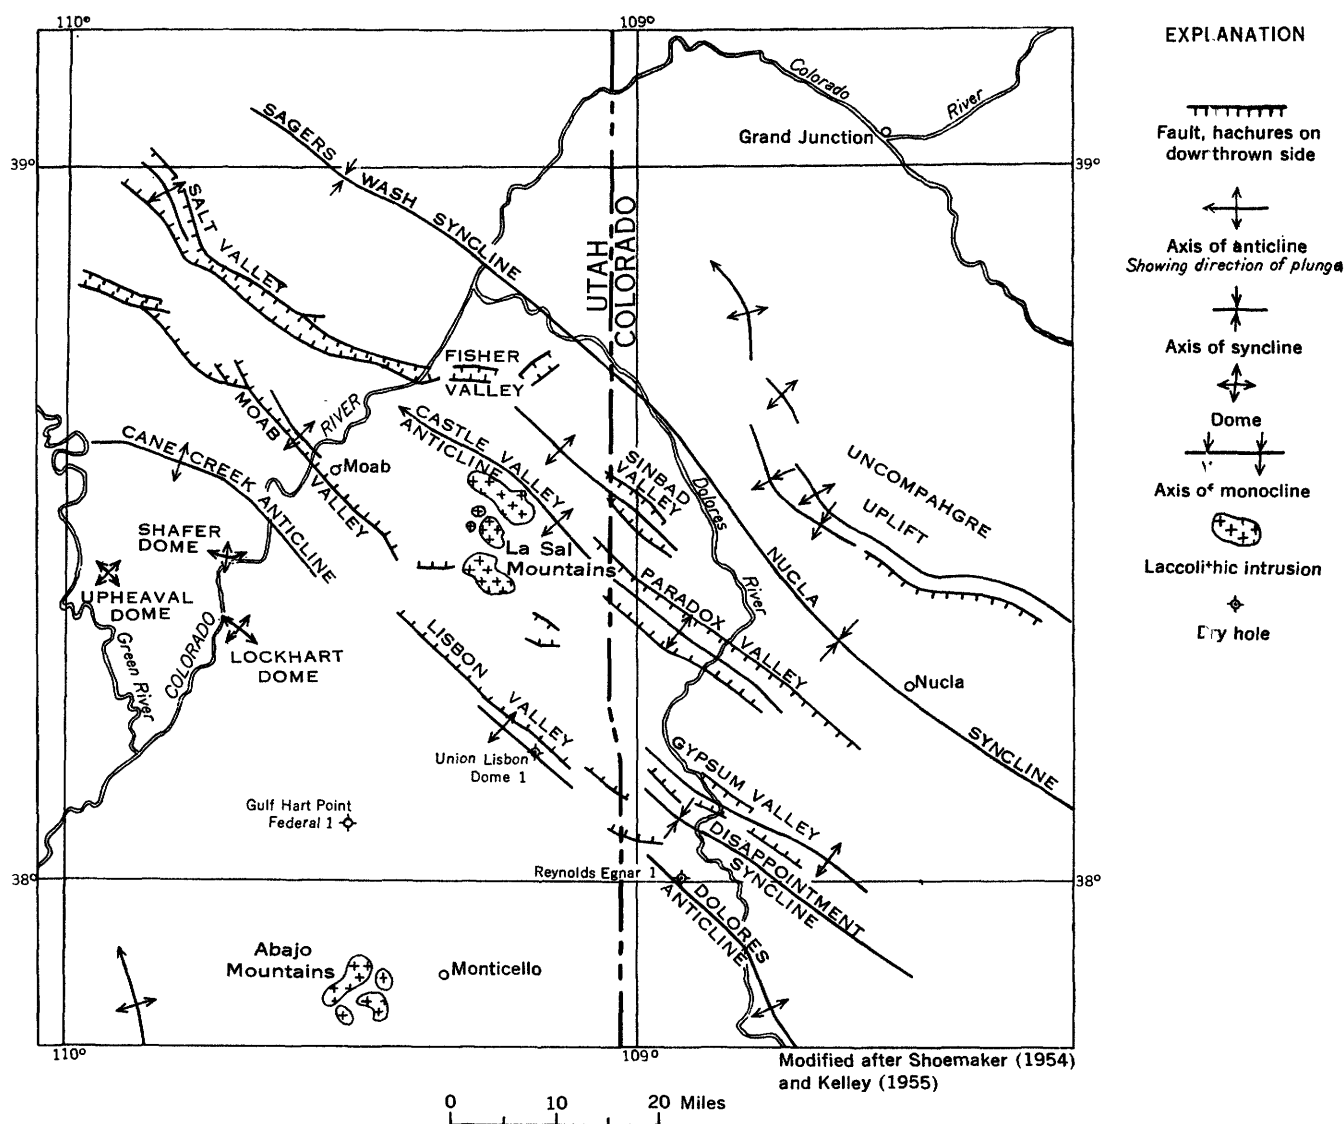 110°
109°
EXPLANATION
Colorado
River
Grand Junction
Fault, hachures on
downthrown side
39°
39°
SAGERS WASH SYNCLINE
SALT VALLEY
UTAH
COLORADO
Axis of anticline
Showing direction of plunge
Axis of syncline
FISHER
VALLEY
MOAB VALLEY
RIVER
CASTLE VALLEY
ANTICLINE
Dome
CANE CREEK ANTICLINE
Moab
SINBAD
VALLEY
Dolores
River
UNCOMPAHGRE
UPLIFT
Axis of monocline
SHAFER
DOME
La Sal
Mountains
NUCLA SYNCLINE
Laccolithic intrusion
UPHEAVAL
DOME
PARADOX VALLEY
COLORADO
Green River
LISBON VALLEY
LOCKHART
DOME
Dry hole
Nucla
Union Lisbon
Dome 1
GYPSUM VALLEY
Gulf Hart Point
Federal 1
DISAPPOINTMENT
SYNCLINE
38°
Reynolds Egnar 1
38°
DOLORES
ANTICLINE
Abajo
Mountains
Monticello
110°
109°
Modified after Shoemaker (1954)
and Kelley (1955)
0 10 20 Miles